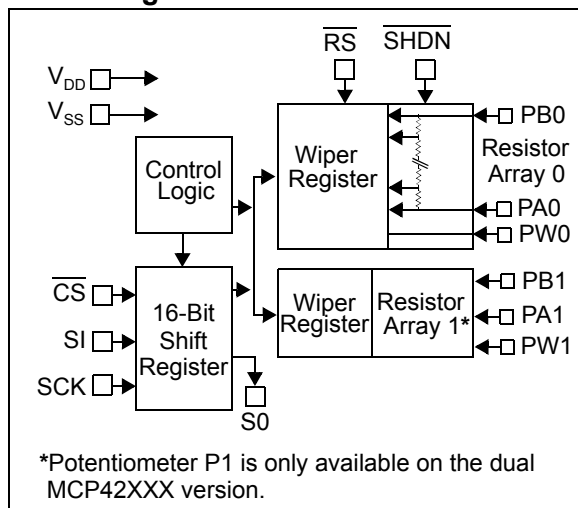 RS SHDN
VDD
VSS
PB0
Wiper
Register
Resistor
Array 0
Control
Logic
PA0
PW0
CS
SI
SCK
16-Bit
Shift
Register
Wiper
Register
Resistor
Array 1*
PB1
PA1
PW1
S0
*Potentiometer P1 is only available on the dual
MCP42XXX version.